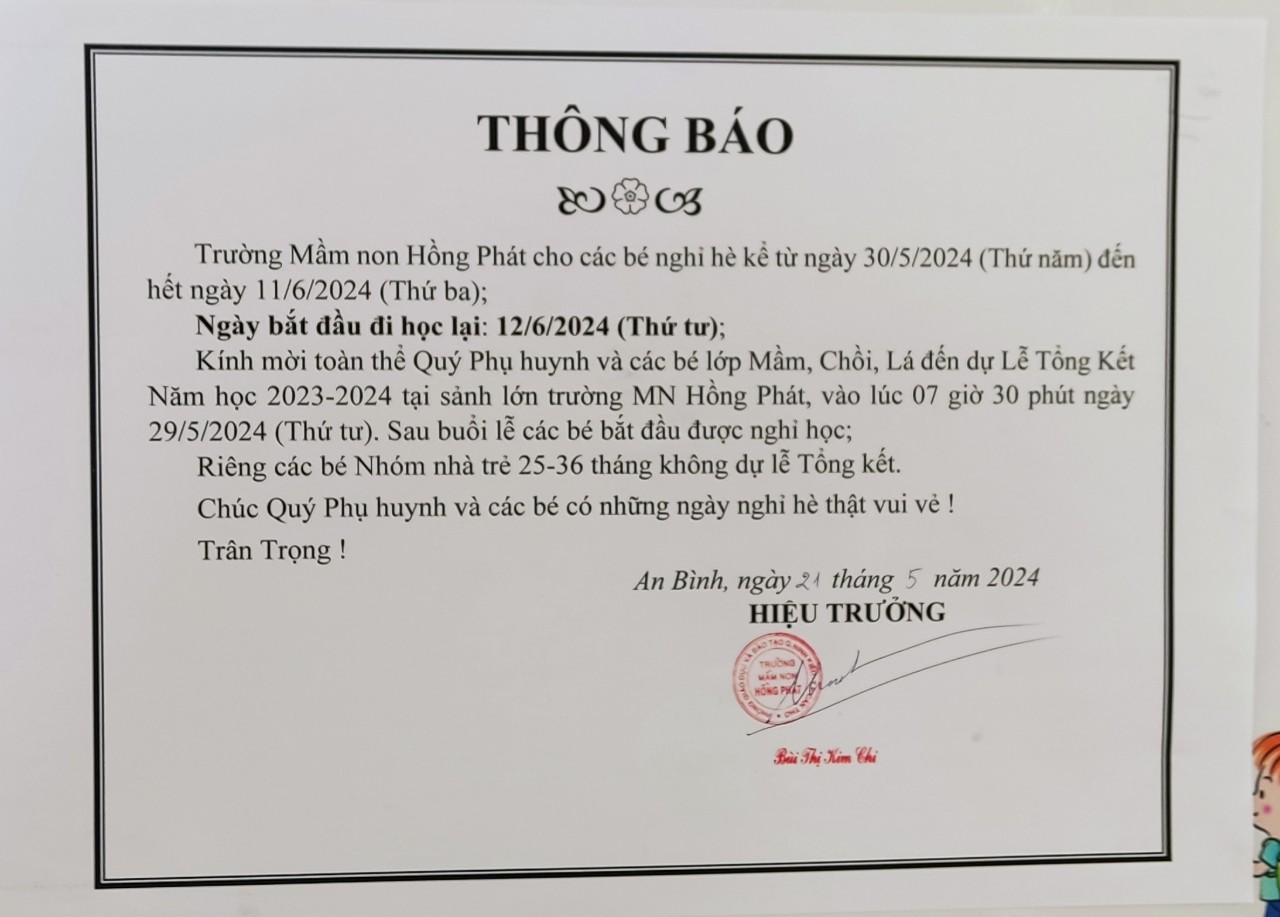 THÔNG BÁO
Trường Mầm non Hồng Phát cho các bé nghỉ hè kể từ ngày 30/5/2024 (Thứ năm) đến
hết ngày 11/6/2024 (Thứ ba);
Ngày bắt đầu đi học lại: 12/6/2024 (Thứ tư);
Kính mời toàn thể Quý Phụ huynh và các bé lớp Mầm, Chồi, Lá đến dự Lễ Tổng Kết
Năm học 2023-2024 tại sảnh lớn trường MN Hồng Phát, vào lúc 07 giờ 30 phút ngày
29/5/2024 (Thứ tư). Sau buổi lễ các bé bắt đầu được nghỉ học;
Riêng các bé Nhóm nhà trẻ 25-36 tháng không dự lễ Tổng kết.
Chúc Quý Phụ huynh và các bé có những ngày nghỉ hè thật vui vẻ !
Trân Trọng !
An Bình, ngày 21 tháng 5 năm 2024
HIỆU TRƯỞNG
TRƯỜNG
MẦM NON
HỒNG PHÁT
Bùi Thị Kim Chi